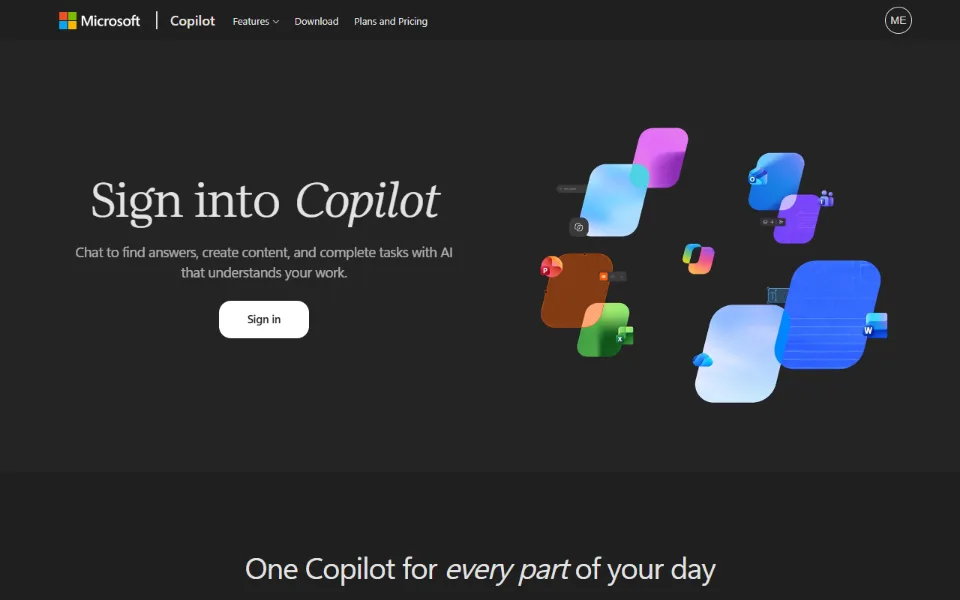 Microsoft
Copilot
Features
Download
Plans and Pricing
ME
Sign into Copilot
Chat to find answers, create content, and complete tasks with AI
that understands your work.
Sign in
P
X
O
W
One Copilot for every part of your day